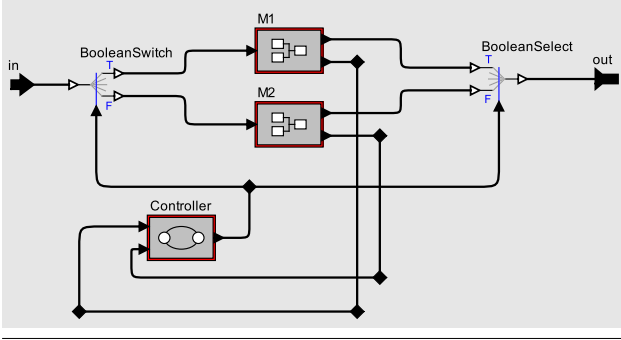 M1
BooleanSwitch
BooleanSelect
in
T
T
out
M2
F
F
Controller